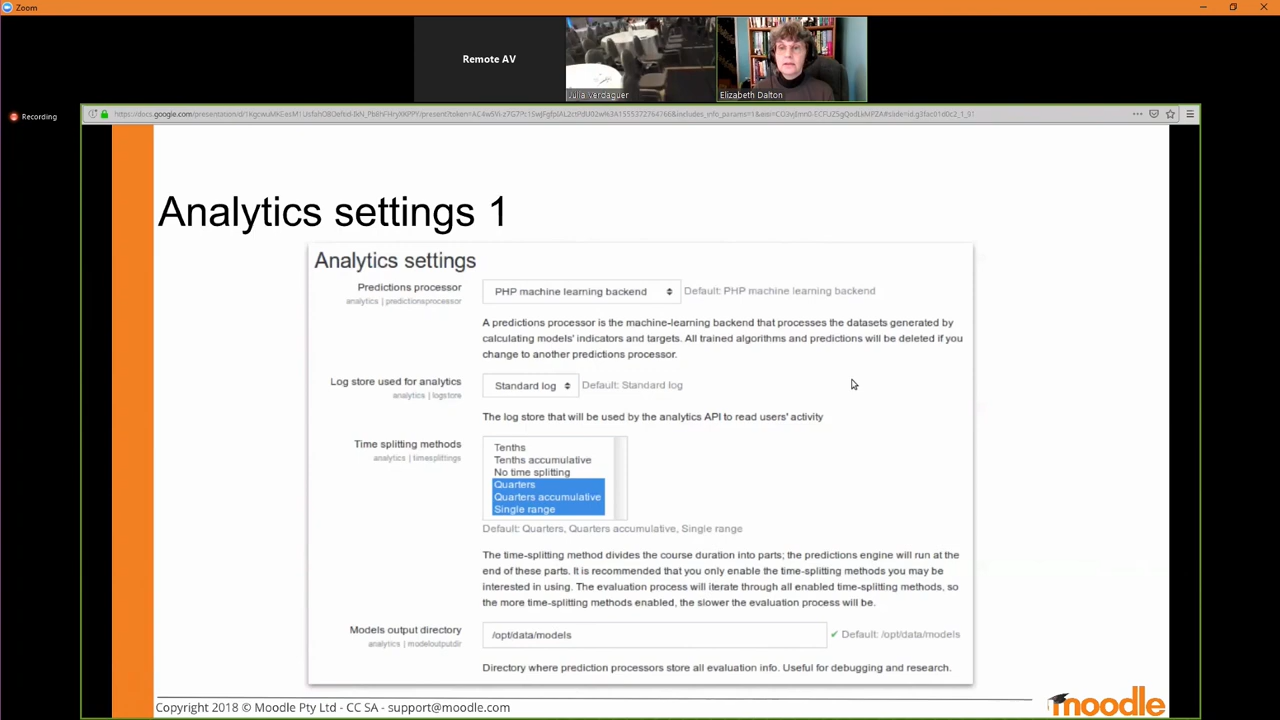 Zoom
Remote AV
Julia Verdaguer
Elizabeth Dalton
Recording
Analytics settings 1
Analytics settings
Predictions processor
analytics | predictionsprocessor
PHP machine learning backend
Default: PHP machine learning backend
A predictions processor is the machine-learning backend that processes the datasets generated by
calculating models' indicators and targets. All trained algorithms and predictions will be deleted if you
change to another predictions processor.
Log store used for analytics
analytics | logstore
Standard log
Default: Standard log
The log store that will be used by the analytics API to read users' activity
Time splitting methods
analytics | timesplittings
Tenths
Tenths accumulative
No time splitting
Quarters
Quarters accumulative
Single range
Default: Quarters, Quarters accumulative, Single range
The time-splitting method divides the course duration into parts; the predictions engine will run at the
end of these parts. It is recommended that you only enable the time-splitting methods you may be
interested in using. The evaluation process will iterate through all enabled time-splitting methods, so
the more time-splitting methods enabled, the slower the evaluation process will be.
Models output directory
analytics | modeloutputdir
/opt/data/models
✔ Default: /opt/data/models
Directory where prediction processors store all evaluation info. Useful for debugging and research.
Copyright 2018 © Moodle Pty Ltd - CC SA - support@moodle.com
moodle